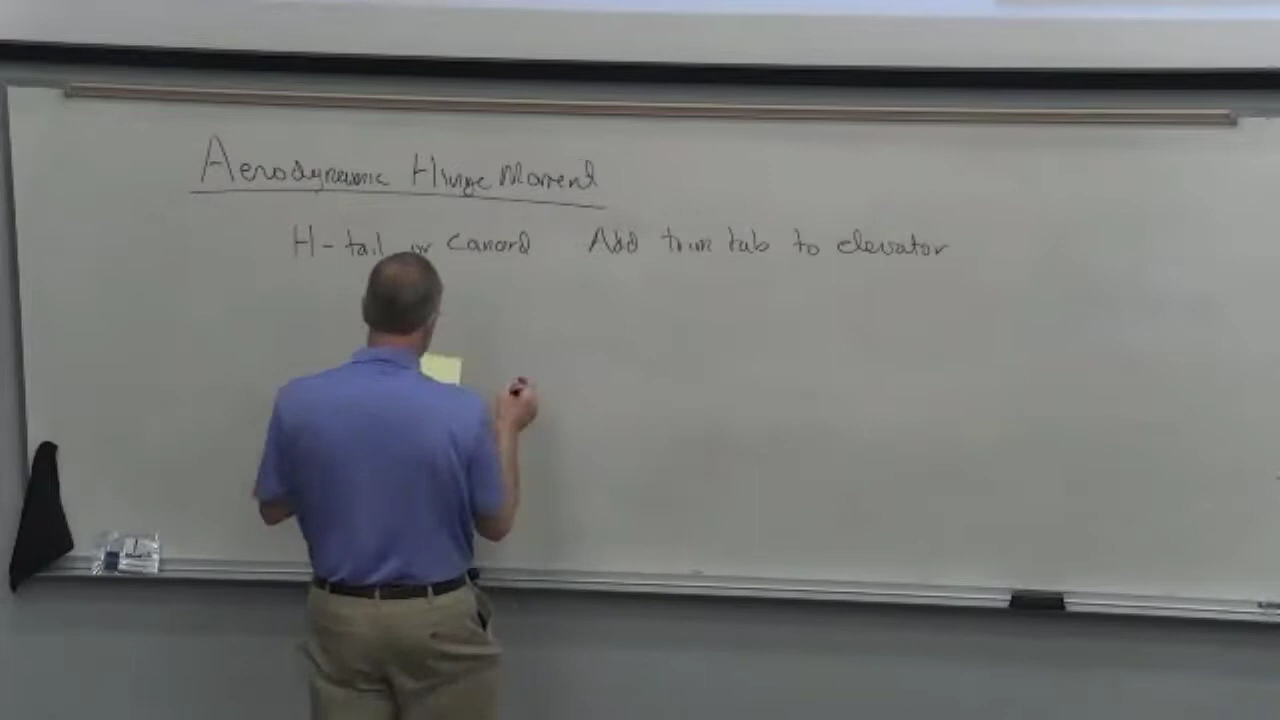 Aerodynamic Hinge Moment
H-tail or Canard Add trim tab to elevator